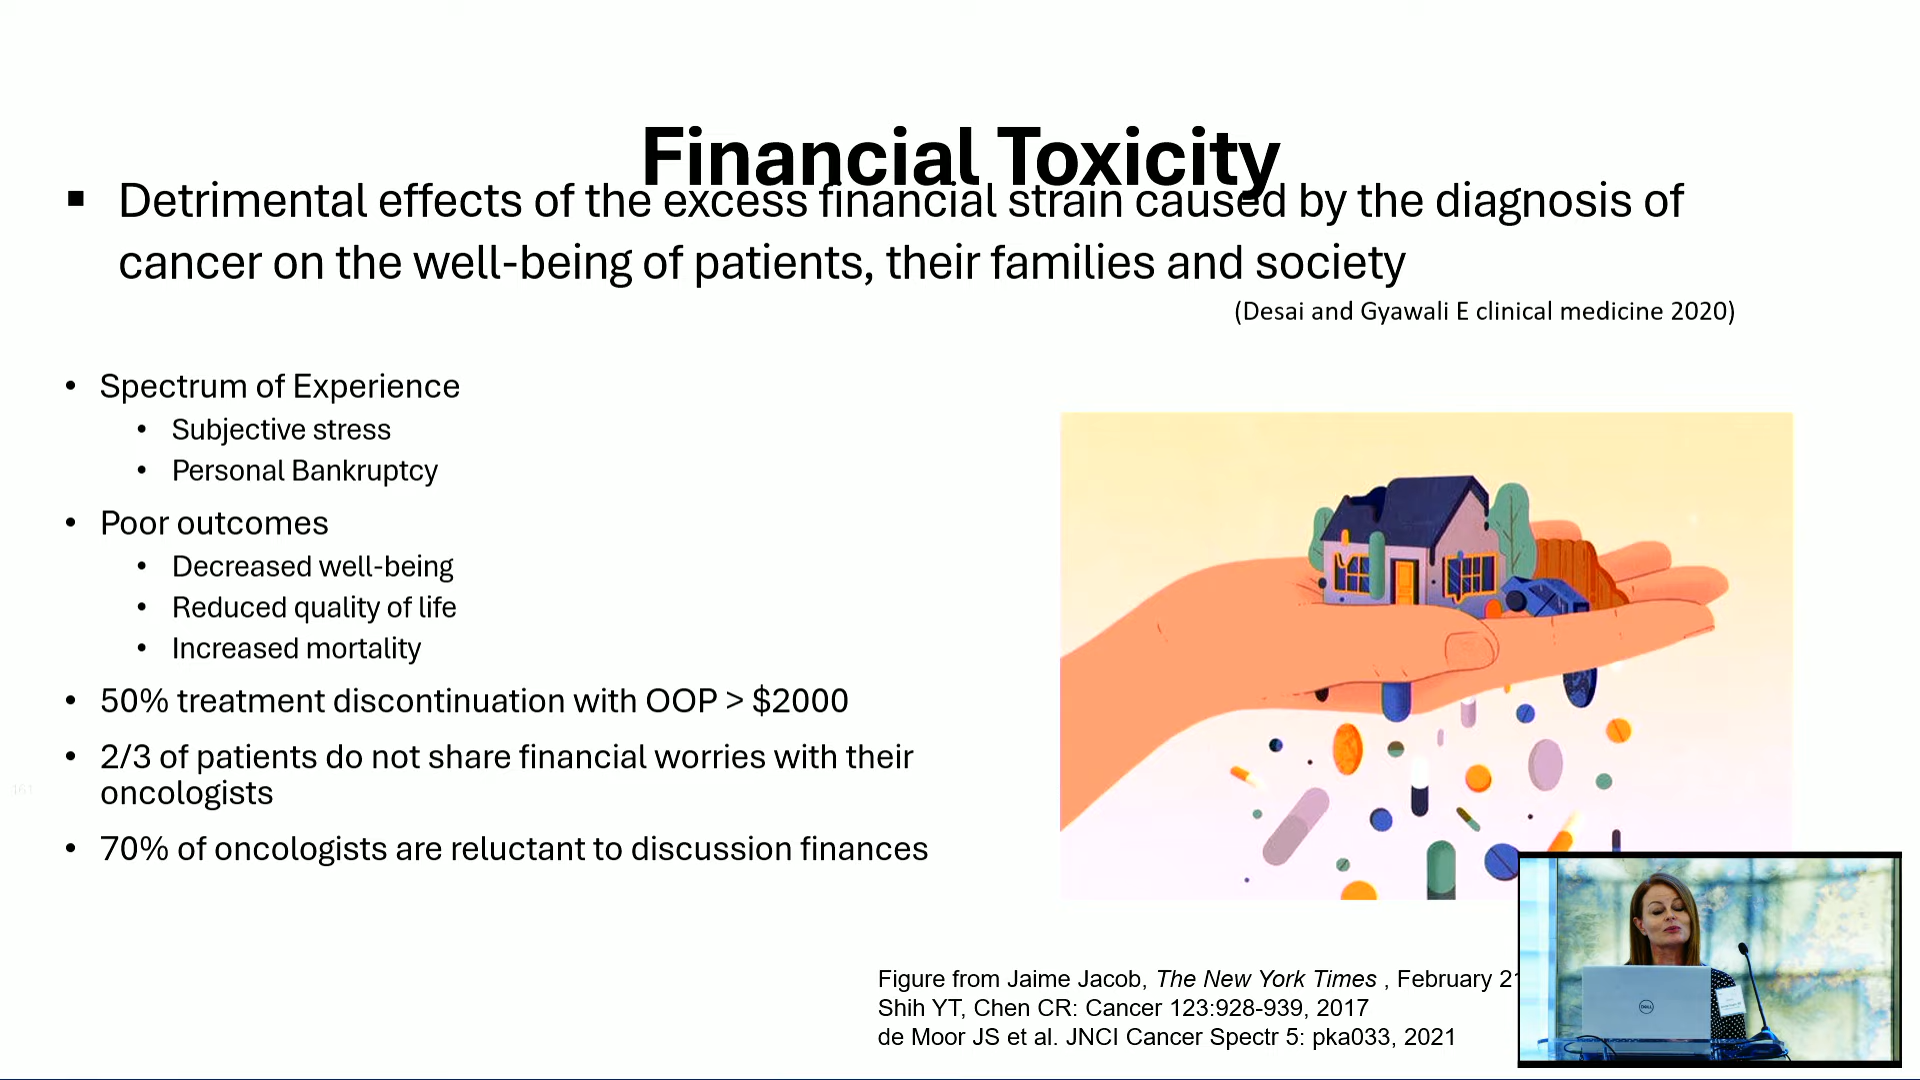 Financial Toxicity
▪ Detrimental effects of the excess financial strain caused by the diagnosis of
cancer on the well-being of patients, their families and society
(Desai and Gyawali E clinical medicine 2020)
• Spectrum of Experience
• Subjective stress
• Personal Bankruptcy
• Poor outcomes
• Decreased well-being
• Reduced quality of life
• Increased mortality
• 50% treatment discontinuation with OOP > $2000
• 2/3 of patients do not share financial worries with their
oncologists
• 70% of oncologists are reluctant to discussion finances
Figure from Jaime Jacob, The New York Times , February
Shih YT, Chen CR: Cancer 123:928-939, 2017
de Moor JS et al. JNCI Cancer Spectr 5: pka033, 2021
DELL